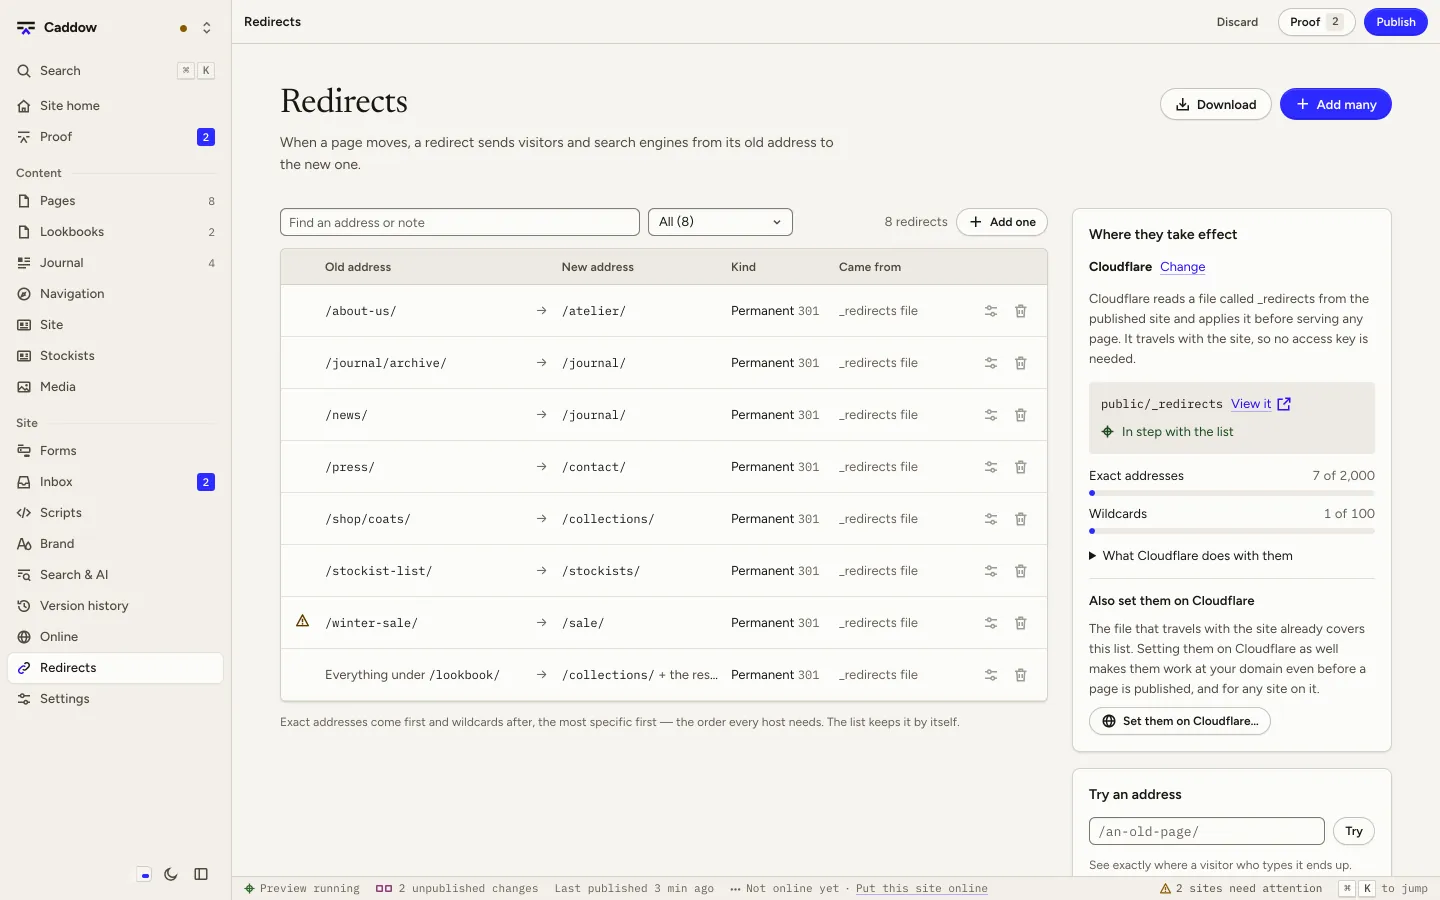 Caddow
Redirects
Discard
Proof 2
Publish
Search ⌘ K
Site home
Proof 2
Content
Pages 8
Lookbooks 2
Journal 4
Navigation
Site
Stockists
Media
Site
Forms
Inbox 2
Scripts
Brand
Search & AI
Version history
Online
Redirects
Settings
Redirects
When a page moves, a redirect sends visitors and search engines from its old address to
the new one.
Download
Add many
Find an address or note
All (8)
8 redirects
Add one
Old address New address Kind Came from
/about-us/ → /atelier/ Permanent 301 _redirects file
/journal/archive/ → /journal/ Permanent 301 _redirects file
/news/ → /journal/ Permanent 301 _redirects file
/press/ → /contact/ Permanent 301 _redirects file
/shop/coats/ → /collections/ Permanent 301 _redirects file
/stockist-list/ → /stockists/ Permanent 301 _redirects file
/winter-sale/ → /sale/ Permanent 301 _redirects file
Everything under /lookbook/ → /collections/ + the res… Permanent 301 _redirects file
Exact addresses come first and wildcards after, the most specific first — the order every host needs. The list keeps it by itself.
Where they take effect
Cloudflare Change
Cloudflare reads a file called _redirects from the
published site and applies it before serving any
page. It travels with the site, so no access key is
needed.
public/_redirects View it
In step with the list
Exact addresses 7 of 2,000
Wildcards 1 of 100
What Cloudflare does with them
Also set them on Cloudflare
The file that travels with the site already covers
this list. Setting them on Cloudflare as well
makes them work at your domain even before a
page is published, and for any site on it.
Set them on Cloudflare…
Try an address
/an-old-page/
Try
See exactly where a visitor who types it ends up.
Preview running
2 unpublished changes
Last published 3 min ago
Not online yet · Put this site online
2 sites need attention
⌘ K to jump